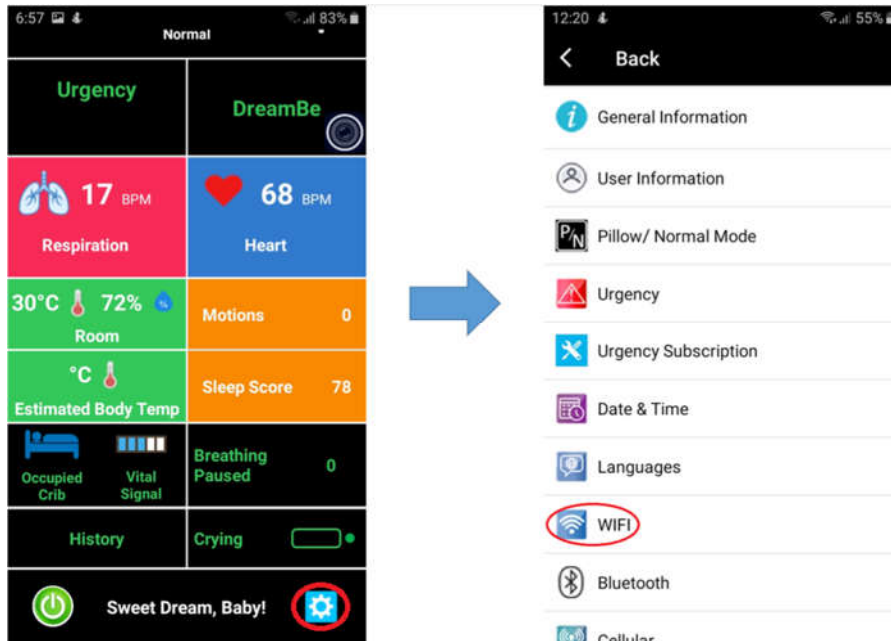 6:57 83%
Normal
Urgency
DreamBe
17 BPM
Respiration
68 BPM
Heart
30°C 72% %
Room
Motions 0
°C
Estimated Body Temp
Sleep Score 78
Occupied
Crib
Vital
Signal
Breathing
Paused 0
History
Crying
Sweet Dream, Baby!
12:20 55%
Back
i General Information
User Information
P/N Pillow/ Normal Mode
Urgency
Urgency Subscription
Date & Time
Languages
WIFI
Bluetooth
Cellular